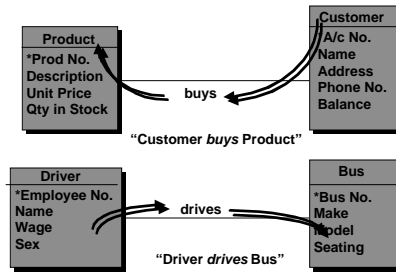 Product
*Prod No.
Description
Unit Price
Qty in Stock
buys
Customer
*A/c No.
Name
Address
Phone No.
Balance
“Customer buys Product”
Driver
*Employee No.
Name
Wage
Sex
drives
Bus
*Bus No.
Make
Model
Seating
“Driver drives Bus”